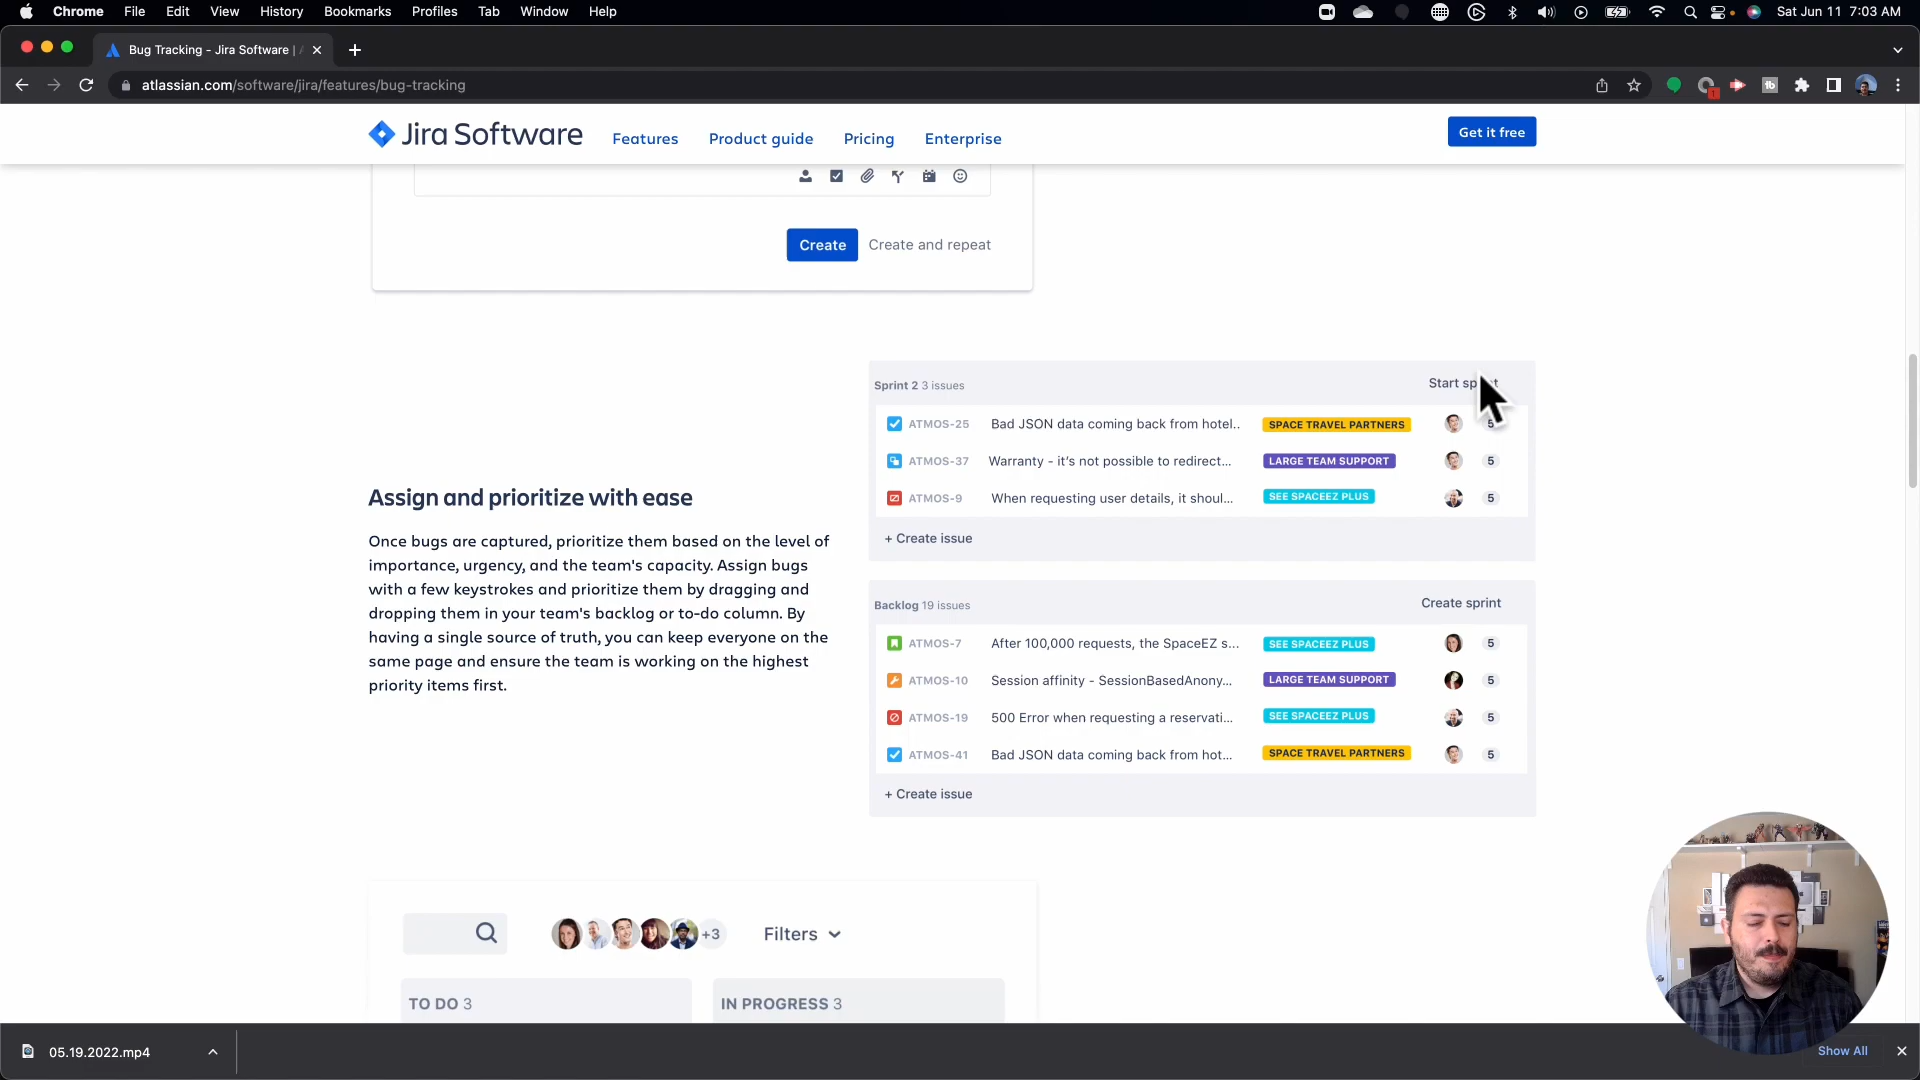 Chrome File Edit View History Bookmarks Profiles Tab Window Help Sat Jun 11 7:03 AM
Bug Tracking - Jira Software |
atlassian.com/software/jira/features/bug-tracking
Jira Software Features Product guide Pricing Enterprise Get it free
Create Create and repeat
Sprint 2 3 issues Start
ATMOS-25 Bad JSON data coming back from hotel.. SPACE TRAVEL PARTNERS 5
ATMOS-37 Warranty - it's not possible to redirect... LARGE TEAM SUPPORT 5
ATMOS-9 When requesting user details, it shoul... SEE SPACEEZ PLUS 5
+ Create issue
Assign and prioritize with ease
Once bugs are captured, prioritize them based on the level of
importance, urgency, and the team's capacity. Assign bugs
with a few keystrokes and prioritize them by dragging and
dropping them in your team's backlog or to-do column. By
having a single source of truth, you can keep everyone on the
same page and ensure the team is working on the highest
priority items first.
Backlog 19 issues Create sprint
ATMOS-7 After 100,000 requests, the SpaceEZ s... SEE SPACEEZ PLUS 5
ATMOS-10 Session affinity - SessionBasedAnony... LARGE TEAM SUPPORT 5
ATMOS-19 500 Error when requesting a reservati... SEE SPACEEZ PLUS 5
ATMOS-41 Bad JSON data coming back from hot... SPACE TRAVEL PARTNERS 5
+ Create issue
+3 Filters
TO DO 3 IN PROGRESS 3
05.19.2022.mp4 Show All